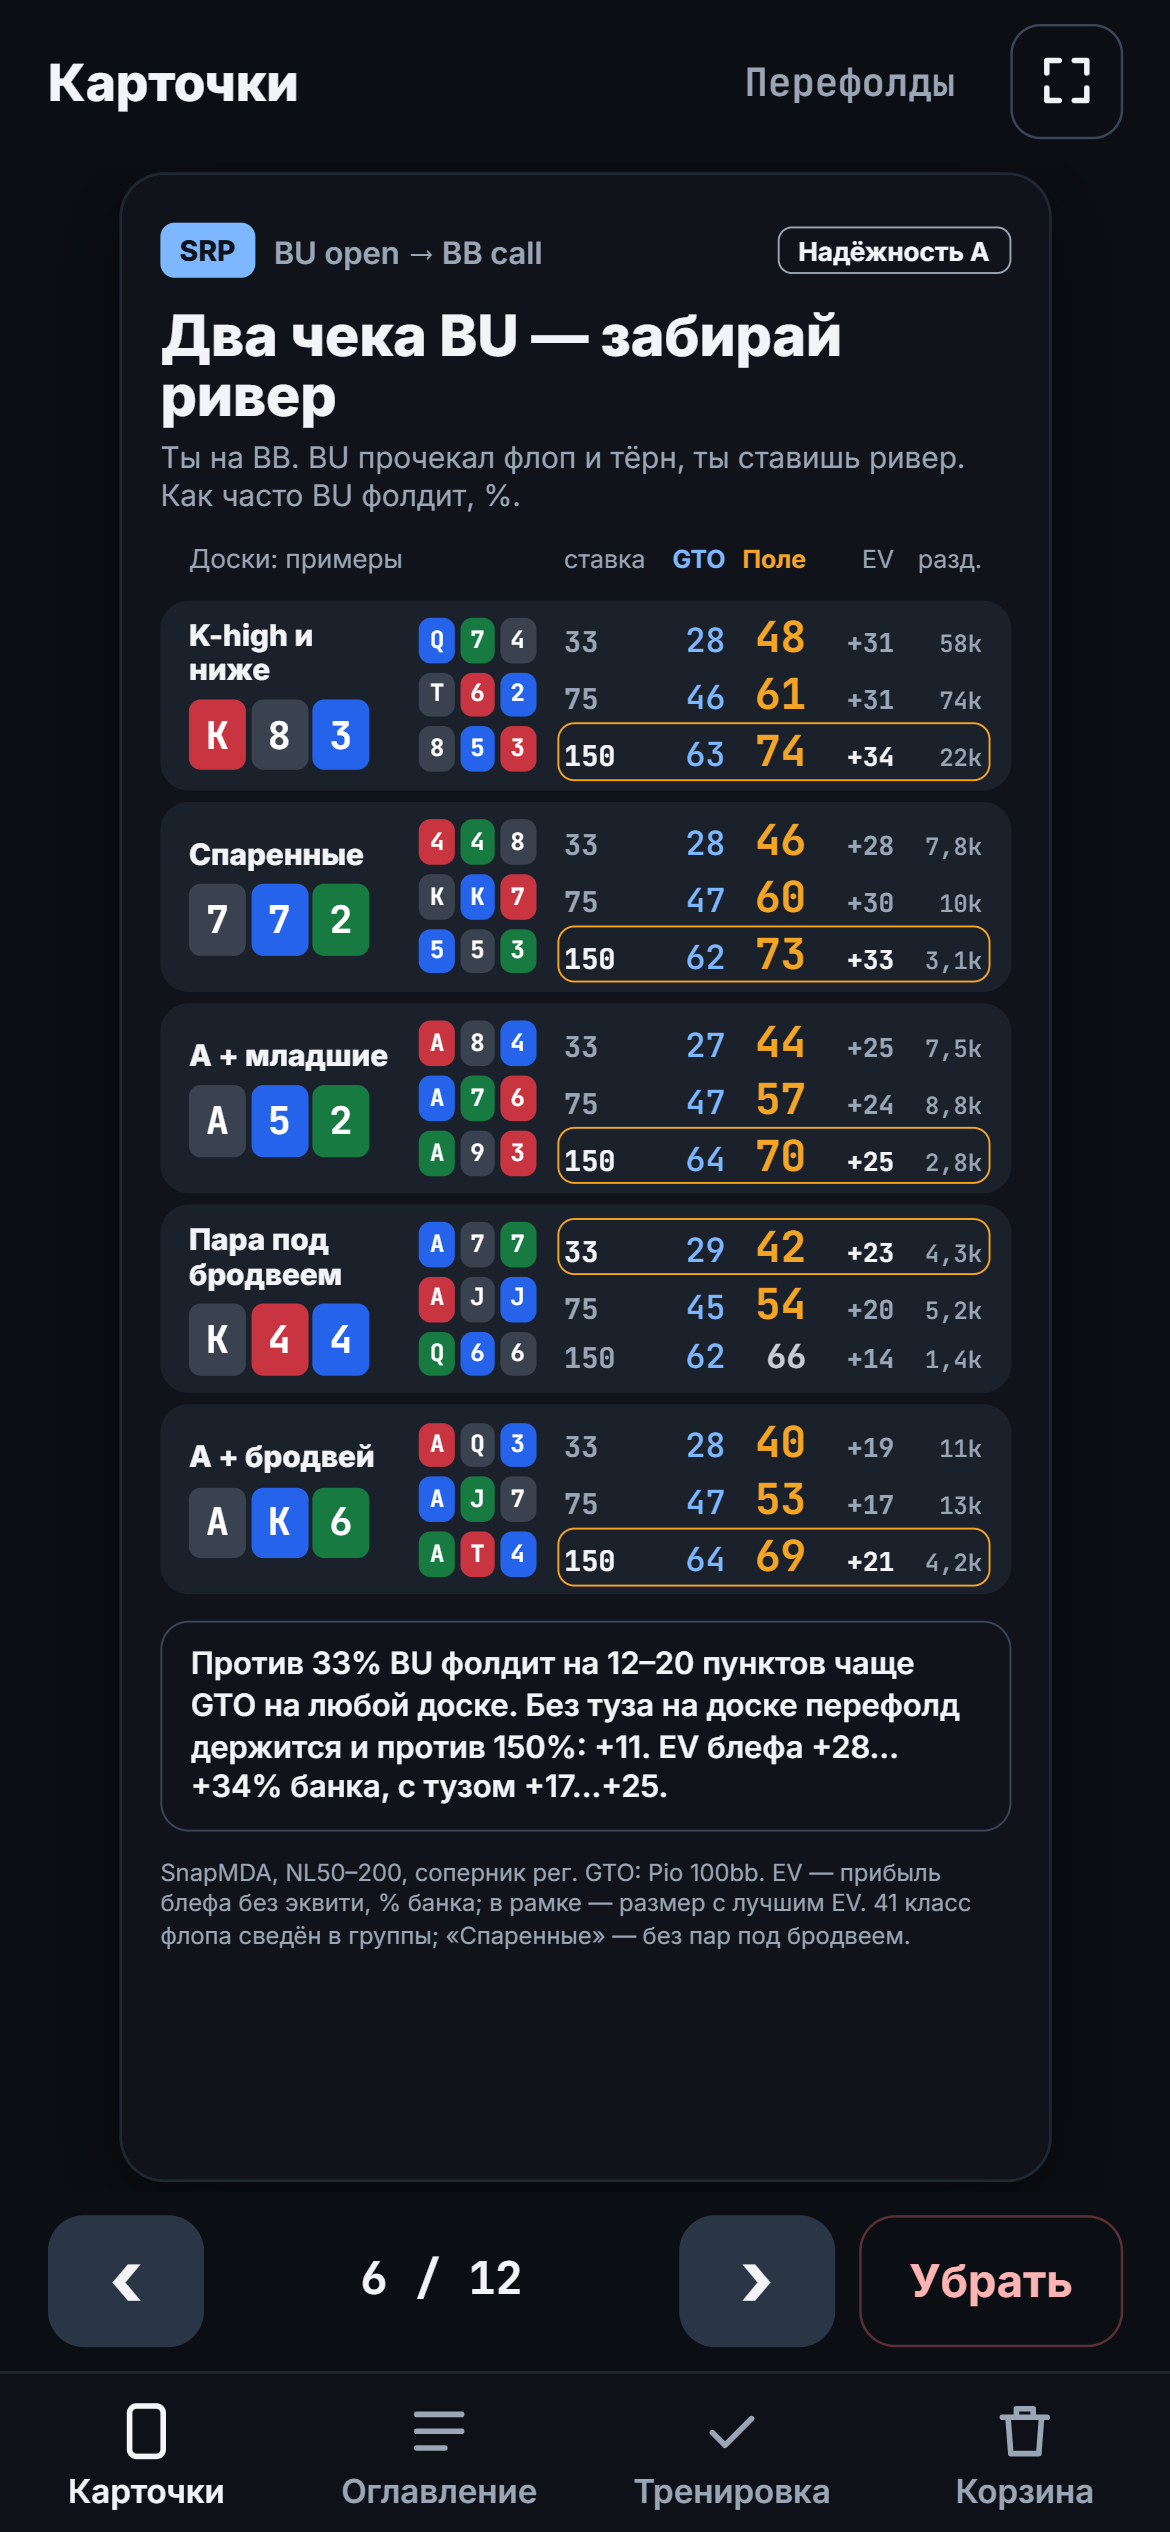 Карточки
Перефолды
SRP BU open → BB call Надёжность A
Два чека BU — забирай
ривер
Ты на BB. BU прочекал флоп и тёрн, ты ставишь ривер.
Как часто BU фолдит, %.
Доски: примеры ставка GTO Поле EV разд.
K-high и
ниже
K 8 3
Q 7 4
T 6 2
8 5 3
33 28 48 +31 58k
75 46 61 +31 74k
150 63 74 +34 22k
Спаренные
7 7 2
4 4 8
K K 7
5 5 3
33 28 46 +28 7,8k
75 47 60 +30 10k
150 62 73 +33 3,1k
А + младшие
A 5 2
A 8 4
A 7 6
A 9 3
33 27 44 +25 7,5k
75 47 57 +24 8,8k
150 64 70 +25 2,8k
Пара под
бродвеем
K 4 4
A 7 7
A J J
Q 6 6
33 29 42 +23 4,3k
75 45 54 +20 5,2k
150 62 66 +14 1,4k
А + бродвей
A K 6
A Q 3
A J 7
A T 4
33 28 40 +19 11k
75 47 53 +17 13k
150 64 69 +21 4,2k
Против 33% BU фолдит на 12–20 пунктов чаще
GTO на любой доске. Без туза на доске перефолд
держится и против 150%: +11. EV блефа +28…
+34% банка, с тузом +17…+25.
SnapMDA, NL50–200, соперник рег. GTO: Pio 100bb. EV — прибыль
блефа без эквити, % банка; в рамке — размер с лучшим EV. 41 класс
флопа сведён в группы; «Спаренные» — без пар под бродвеем.
‹ 6 / 12 › Убрать
Карточки Оглавление Тренировка Корзина